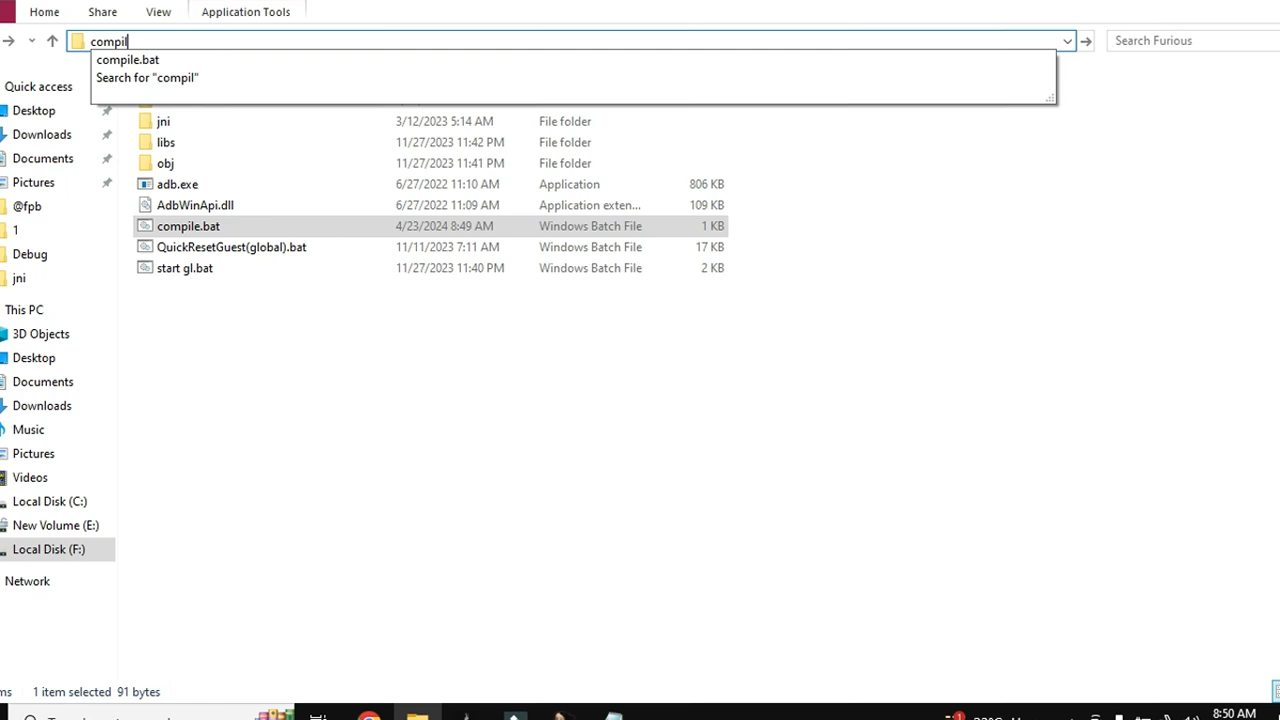 Home Share View Application Tools
compil Search Furious
compile.bat
Search for "compil"
Quick access
Desktop
Downloads
Documents
Pictures
@fpb
1
Debug
jni
This PC
3D Objects
Desktop
Documents
Downloads
Music
Pictures
Videos
Local Disk (C:)
New Volume (E:)
Local Disk (F:)
Network
jni 3/12/2023 5:14 AM File folder
libs 11/27/2023 11:42 PM File folder
obj 11/27/2023 11:41 PM File folder
adb.exe 6/27/2022 11:10 AM Application 806 KB
AdbWinApi.dll 6/27/2022 11:09 AM Application exten... 109 KB
compile.bat 4/23/2024 8:49 AM Windows Batch File 1 KB
QuickResetGuest(global).bat 11/11/2023 7:11 AM Windows Batch File 17 KB
start gl.bat 11/27/2023 11:40 PM Windows Batch File 2 KB
ms 1 item selected 91 bytes
1 8:50 AM